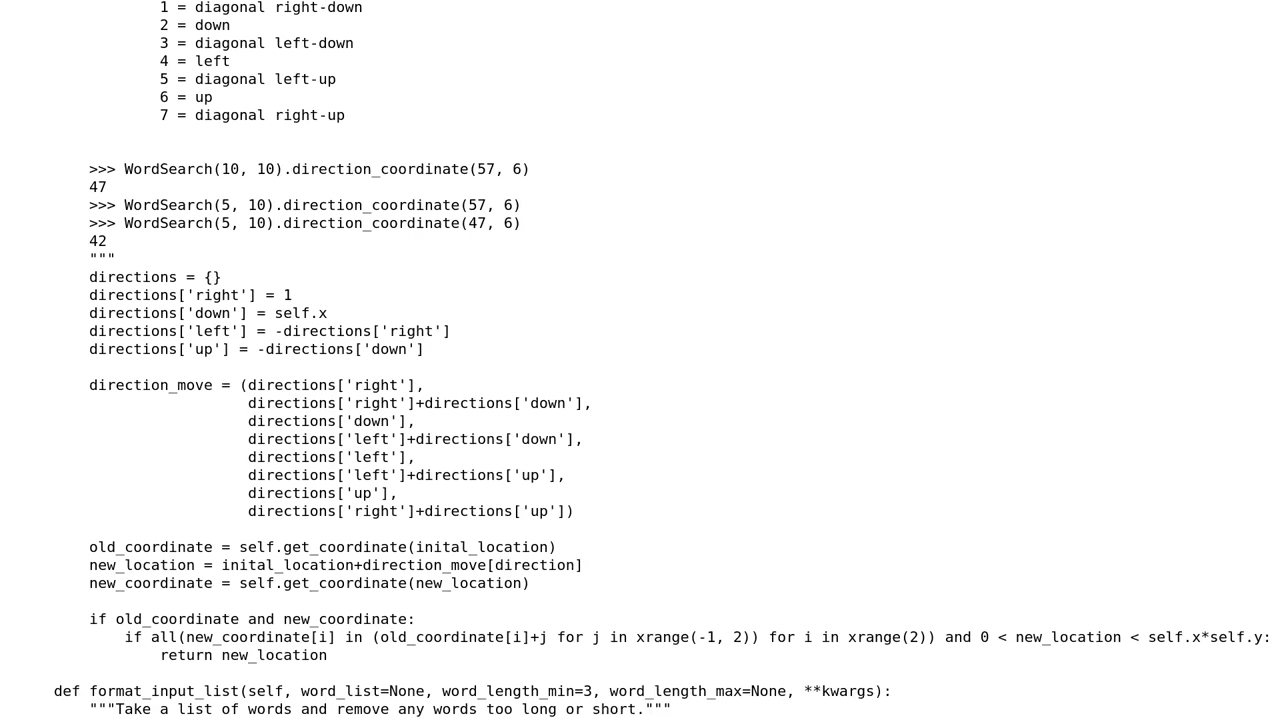 1 = diagonal right-down
2 = down
3 = diagonal left-down
4 = left
5 = diagonal left-up
6 = up
7 = diagonal right-up
>>> WordSearch(10, 10).direction_coordinate(57, 6)
47
>>> WordSearch(5, 10).direction_coordinate(57, 6)
>>> WordSearch(5, 10).direction_coordinate(47, 6)
42
"""
directions = {}
directions['right'] = 1
directions['down'] = self.x
directions['left'] = -directions['right']
directions['up'] = -directions['down']
direction_move = (directions['right'],
directions['right']+directions['down'],
directions['down'],
directions['left']+directions['down'],
directions['left'],
directions['left']+directions['up'],
directions['up'],
directions['right']+directions['up'])
old_coordinate = self.get_coordinate(inital_location)
new_location = inital_location+direction_move[direction]
new_coordinate = self.get_coordinate(new_location)
if old_coordinate and new_coordinate:
if all(new_coordinate[i] in (old_coordinate[i]+j for j in xrange(-1, 2)) for i in xrange(2)) and 0 < new_location < self.x*self.y:
return new_location
def format_input_list(self, word_list=None, word_length_min=3, word_length_max=None, **kwargs):
"""Take a list of words and remove any words too long or short."""